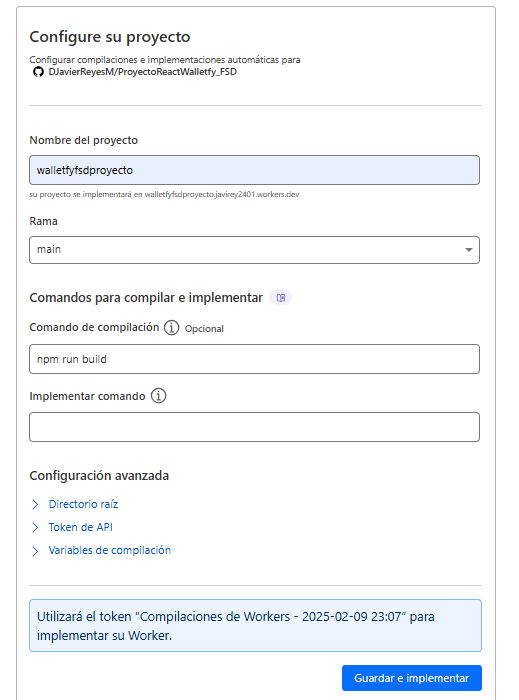 Configure su proyecto
Configurar compilaciones e implementaciones automáticas para
DJavierReyesM/ProyectoReactWalletfy_FSD
Nombre del proyecto
walletfyfsdproyecto
su proyecto se implementará en walletfyfsdproyecto.javirey2401.workers.dev
Rama
main
Comandos para compilar e implementar
Comando de compilación Opcional
npm run build
Implementar comando
Configuración avanzada
Directorio raíz
Token de API
Variables de compilación
Utilizará el token “Compilaciones de Workers - 2025-02-09 23:07” para
implementar su Worker.
Guardar e implementar